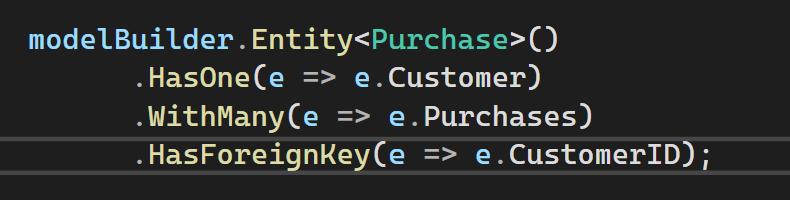 modelBuilder.Entity<Purchase>()
.HasOne(e => e.Customer)
.WithMany(e => e.Purchases)
.HasForeignKey(e => e.CustomerID);